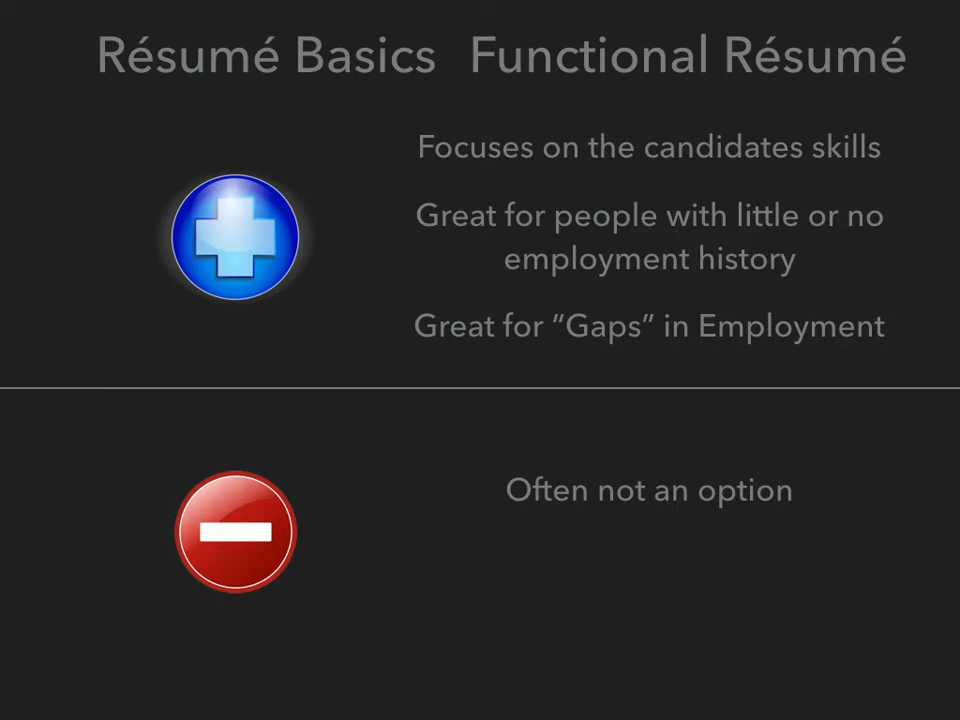 Résumé Basics Functional Résumé
Focuses on the candidates skills
Great for people with little or no
employment history
Great for “Gaps” in Employment
Often not an option